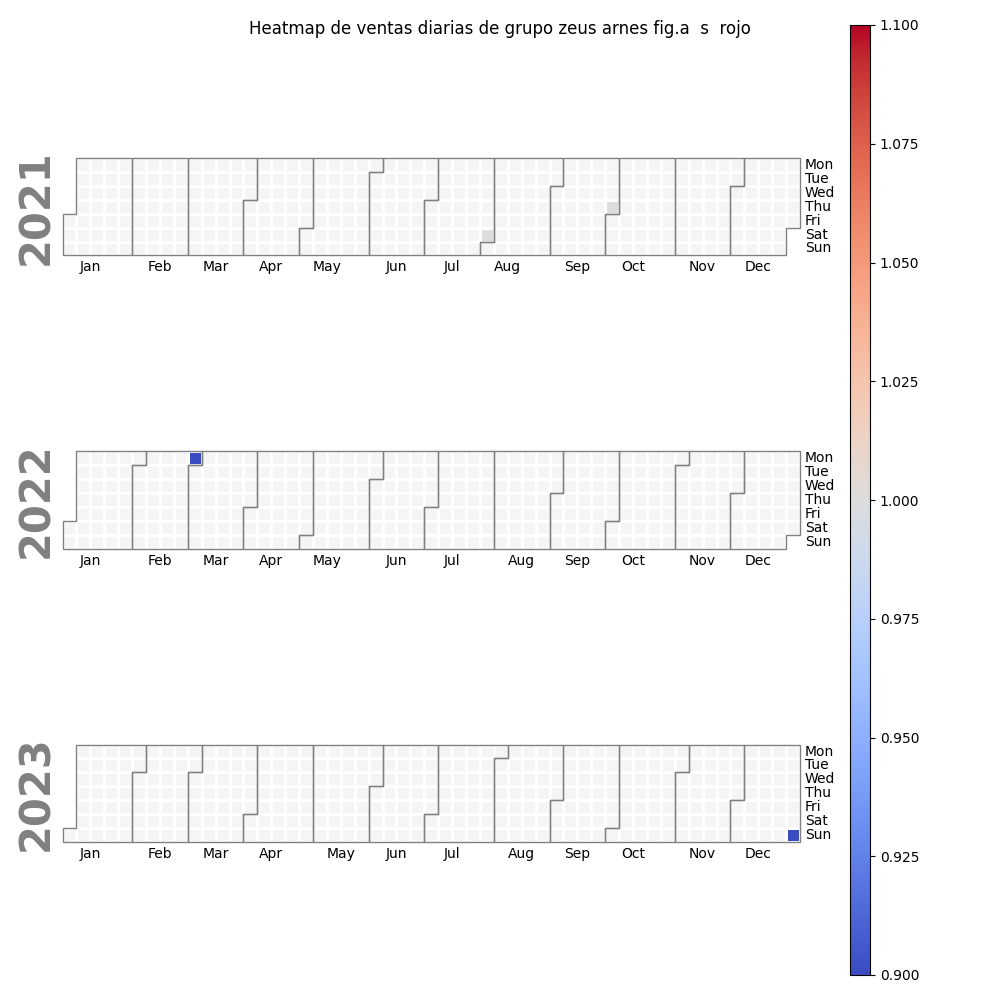 Heatmap de ventas diarias de grupo zeus arnes fig.a  s  rojo
2021
Mon
Tue
Wed
Thu
Fri
Sat
Sun
Jan Feb Mar Apr May Jun Jul Aug Sep Oct Nov Dec
2022
Mon
Tue
Wed
Thu
Fri
Sat
Sun
Jan Feb Mar Apr May Jun Jul Aug Sep Oct Nov Dec
2023
Mon
Tue
Wed
Thu
Fri
Sat
Sun
Jan Feb Mar Apr May Jun Jul Aug Sep Oct Nov Dec
1.100
1.075
1.050
1.025
1.000
0.975
0.950
0.925
0.900